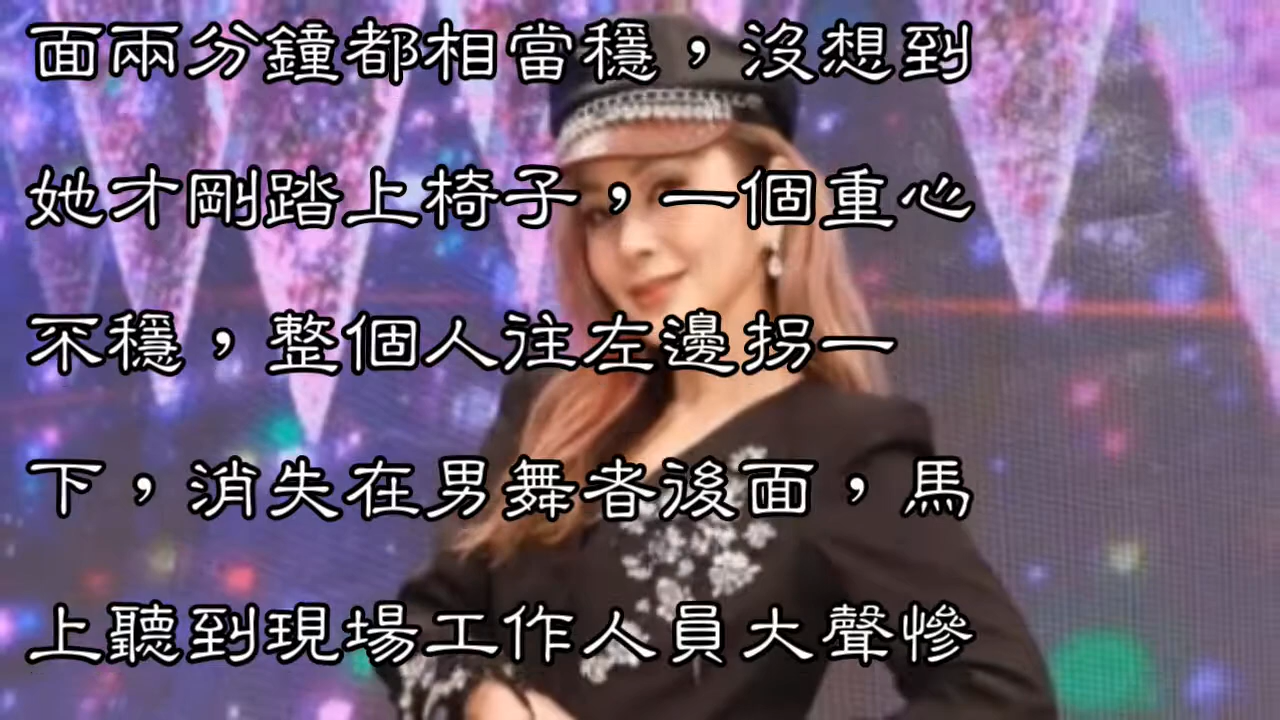 面兩分鐘都相當穩，沒想到
她才剛踏上椅子，一個重心
不穩，整個人往左邊拐一
下，消失在男舞者後面，馬
上聽到現場工作人員大聲慘